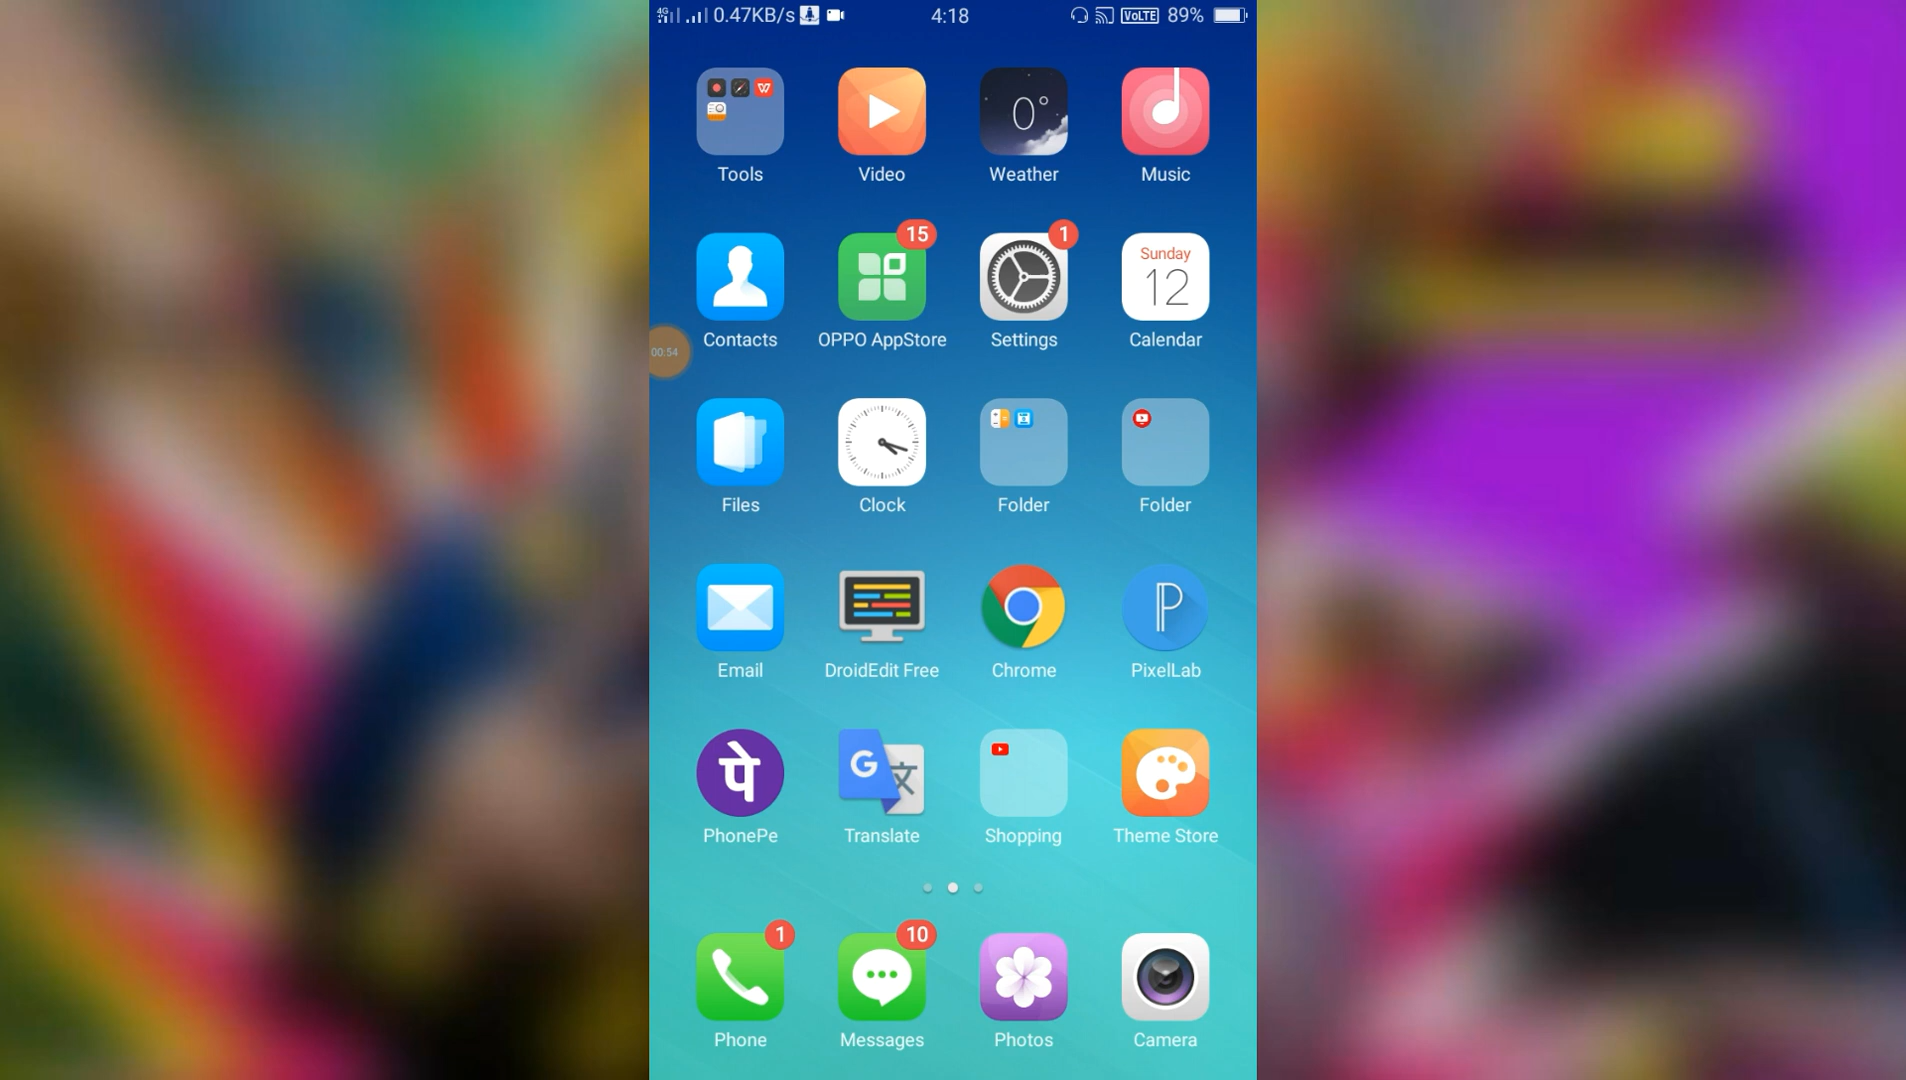 4G 0.47KB/s 4:18 VoLTE 89%
0°
Tools Video Weather Music
15 1
Sunday
12
Contacts OPPO AppStore Settings Calendar
00:54
Files Clock Folder Folder
P
Email DroidEdit Free Chrome PixelLab
पे G 文
PhonePe Translate Shopping Theme Store
1 10
Phone Messages Photos Camera